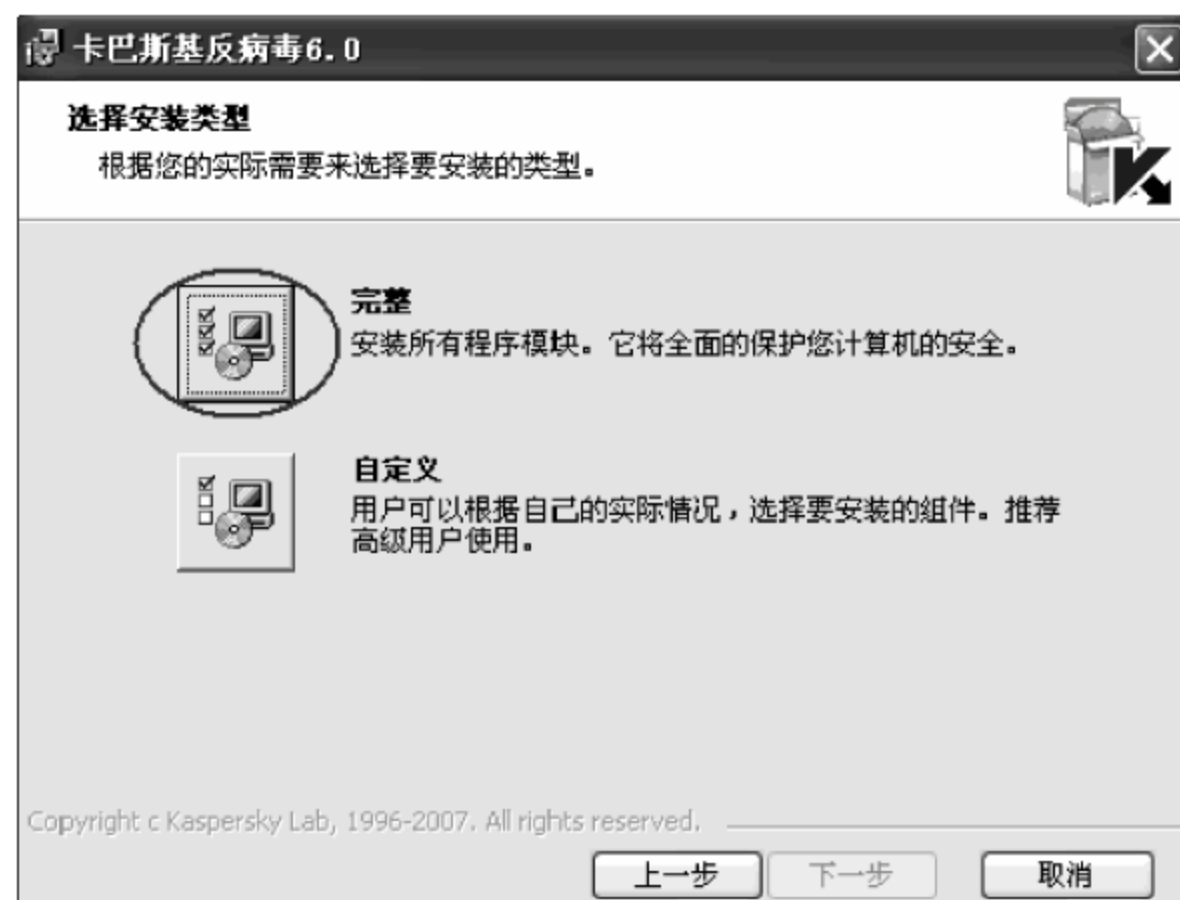 卡巴斯基反病毒6.0
选择安装类型
根据您的实际需要来选择要安装的类型。
完整
安装所有程序模块。它将全面的保护您计算机的安全。
自定义
用户可以根据自己的实际情况，选择要安装的组件。推荐
高级用户使用。
Copyright c Kaspersky Lab, 1996-2007. All rights reserved.
上一步 下一步 取消